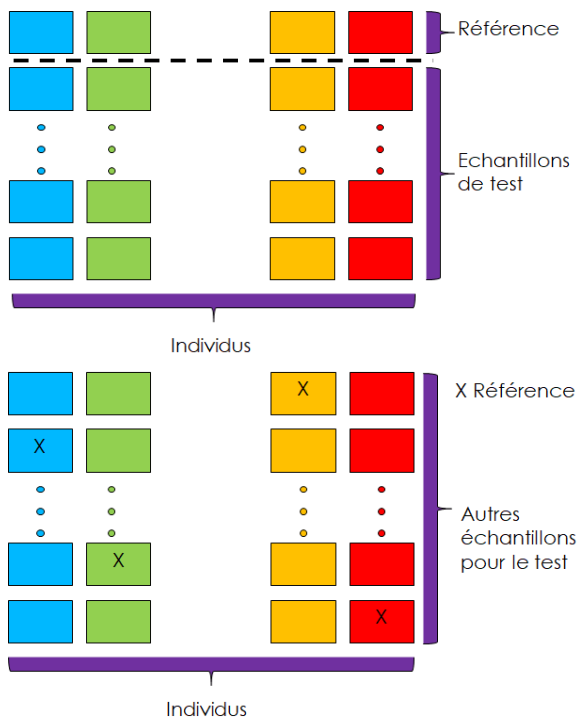 Référence
Echantillons
de test
Individus
X
X Référence
X
Autres
échantillons
pour le test
X
X
Individus